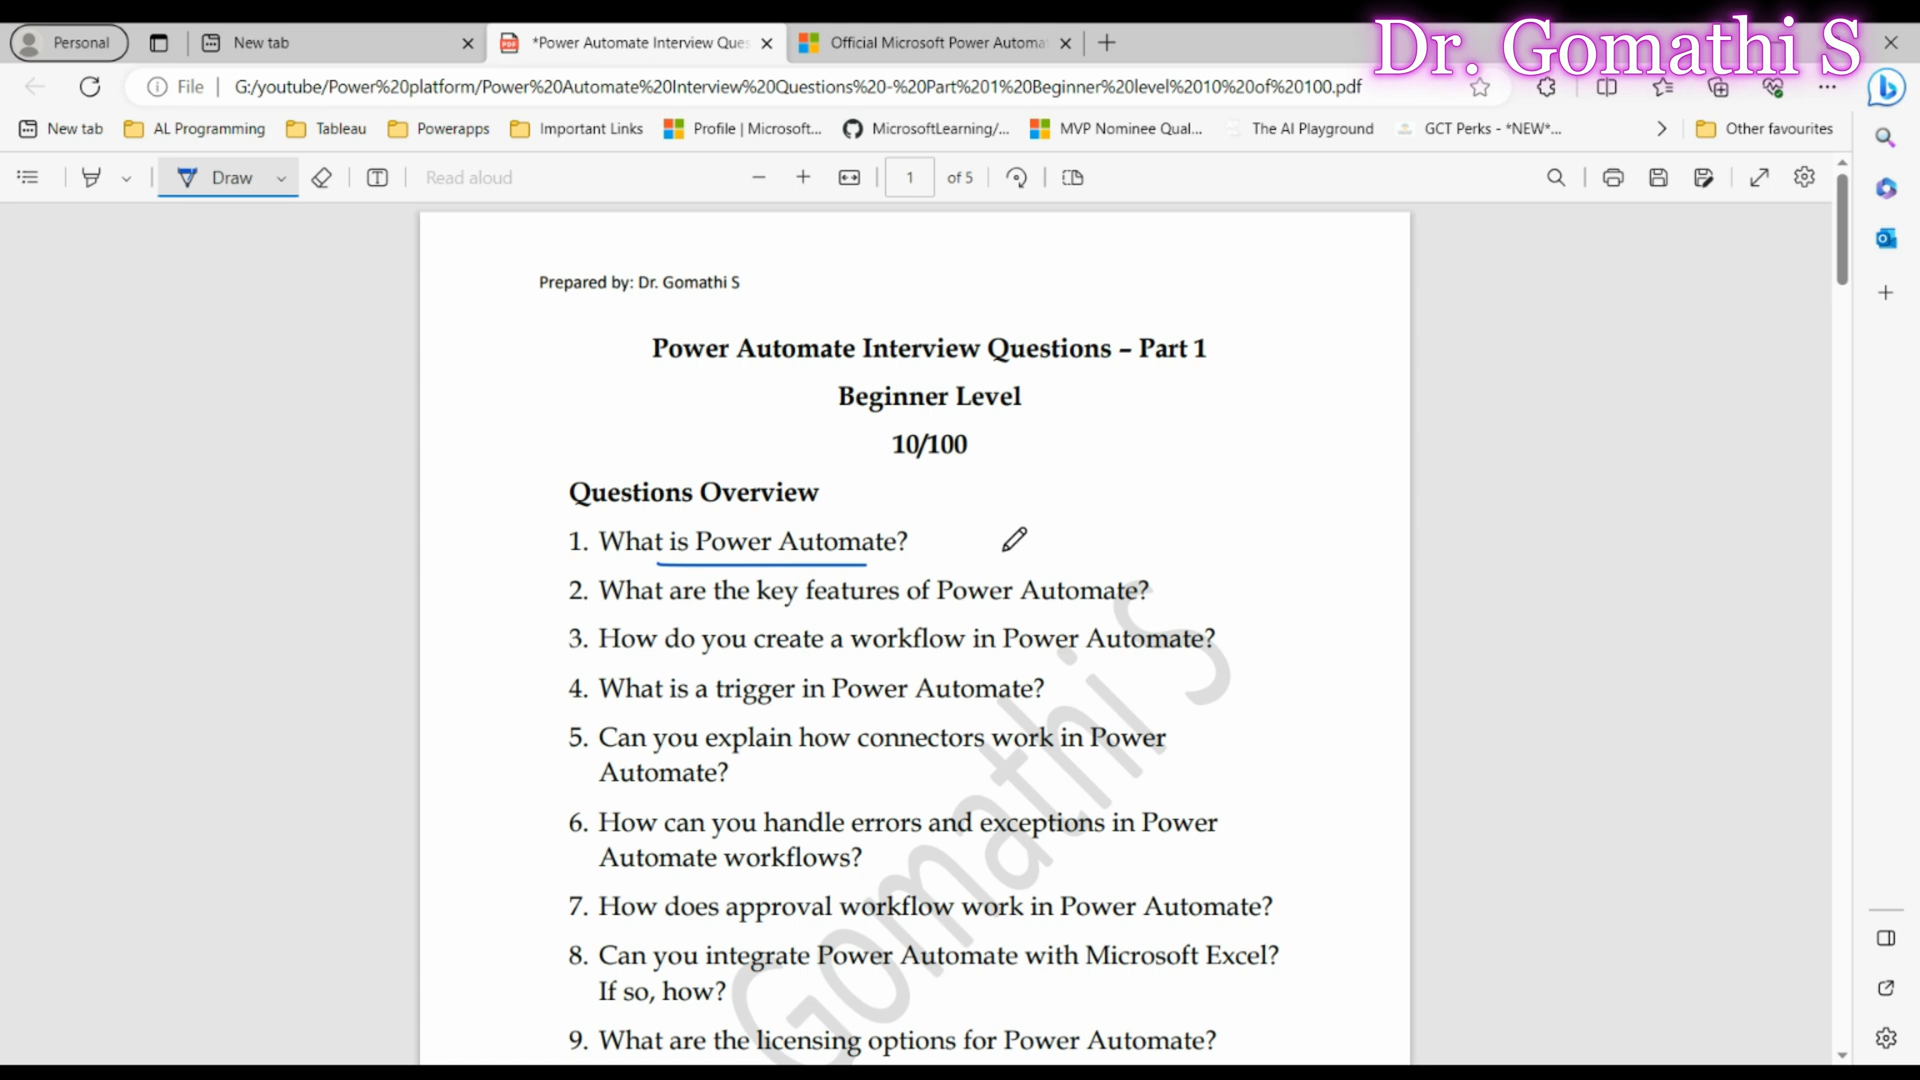 Dr. Gomathi S
Personal
New tab
*Power Automate Interview Ques
Official Microsoft Power Automa
File
G:/youtube/Power%20platform/Power%20Automate%20Interview%20Questions%20-%20Part%201%20Beginner%20level%2010%20of%20100.pdf
New tab
AL Programming
Tableau
Powerapps
Important Links
Profile | Microsoft...
MicrosoftLearning/...
MVP Nominee Qual...
The AI Playground
GCT Perks - *NEW*...
Other favourites
Draw
Read aloud
1
of 5
Prepared by: Dr. Gomathi S
Power Automate Interview Questions – Part 1
Beginner Level
10/100
Questions Overview
1. What is Power Automate?
2. What are the key features of Power Automate?
3. How do you create a workflow in Power Automate?
4. What is a trigger in Power Automate?
5. Can you explain how connectors work in Power
Automate?
6. How can you handle errors and exceptions in Power
Automate workflows?
7. How does approval workflow work in Power Automate?
8. Can you integrate Power Automate with Microsoft Excel?
If so, how?
9. What are the licensing options for Power Automate?
Gomathi S